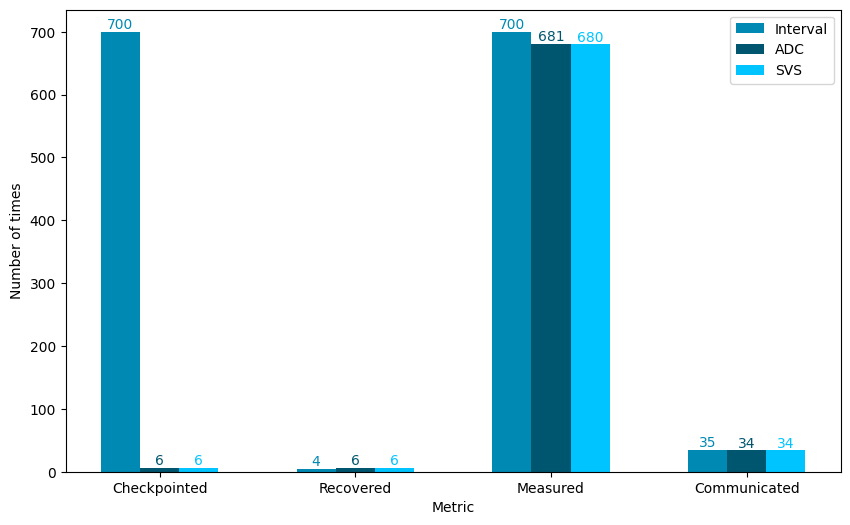 700
700
Interval
ADC
SVS
681
680
6
6
4
6
6
35
34
34
700
600
500
400
300
200
100
0
Number of times
Checkpointed
Recovered
Measured
Communicated
Metric